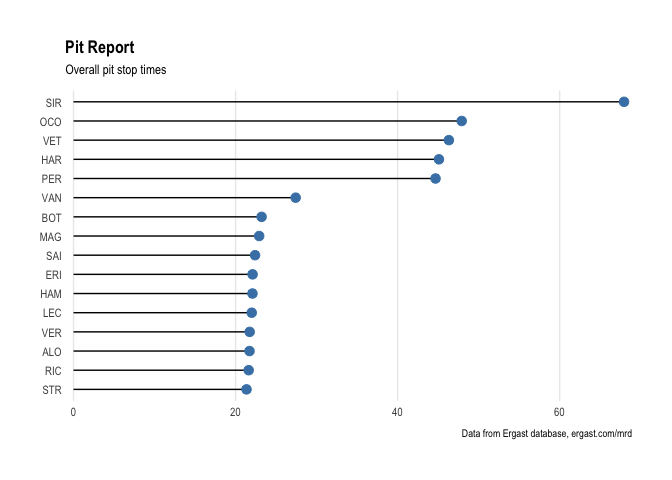 Pit Report
Overall pit stop times
SIR
OCO
VET
HAR
PER
VAN
BOT
MAG
SAI
ERI
HAM
LEC
VER
ALO
RIC
STR
0 20 40 60
Data from Ergast database, ergast.com/mrd